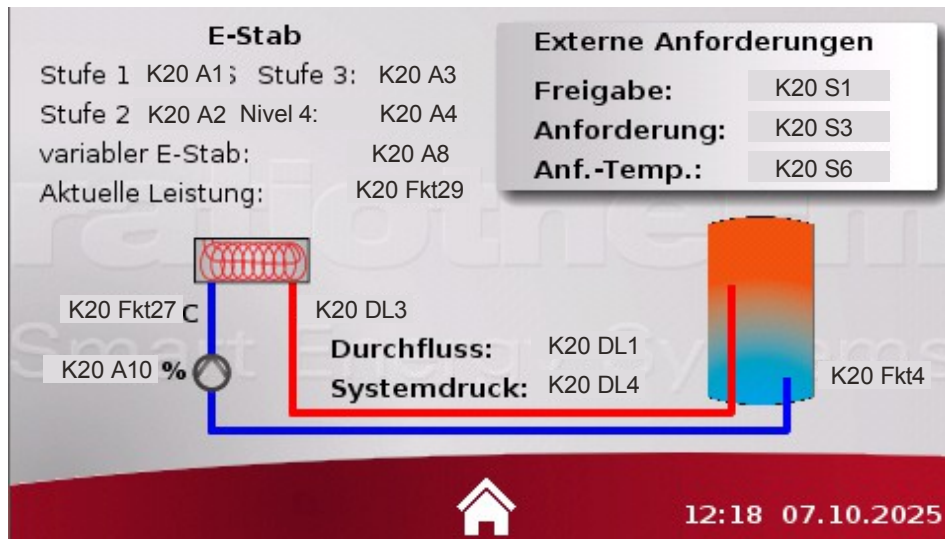 E-Stab
Stufe 1 K20 A1 Stufe 3: K20 A3
Stufe 2 K20 A2 Nivel 4: K20 A4
variabler E-Stab: K20 A8
Aktuelle Leistung: K20 Fkt29
Externe Anforderungen
Freigabe: K20 S1
Anforderung: K20 S3
Anf.-Temp.: K20 S6
K20 Fkt27 C K20 DL3
Durchfluss: K20 DL1
K20 A10 %
Systemdruck: K20 DL4
K20 Fkt4
12:18 07.10.2025